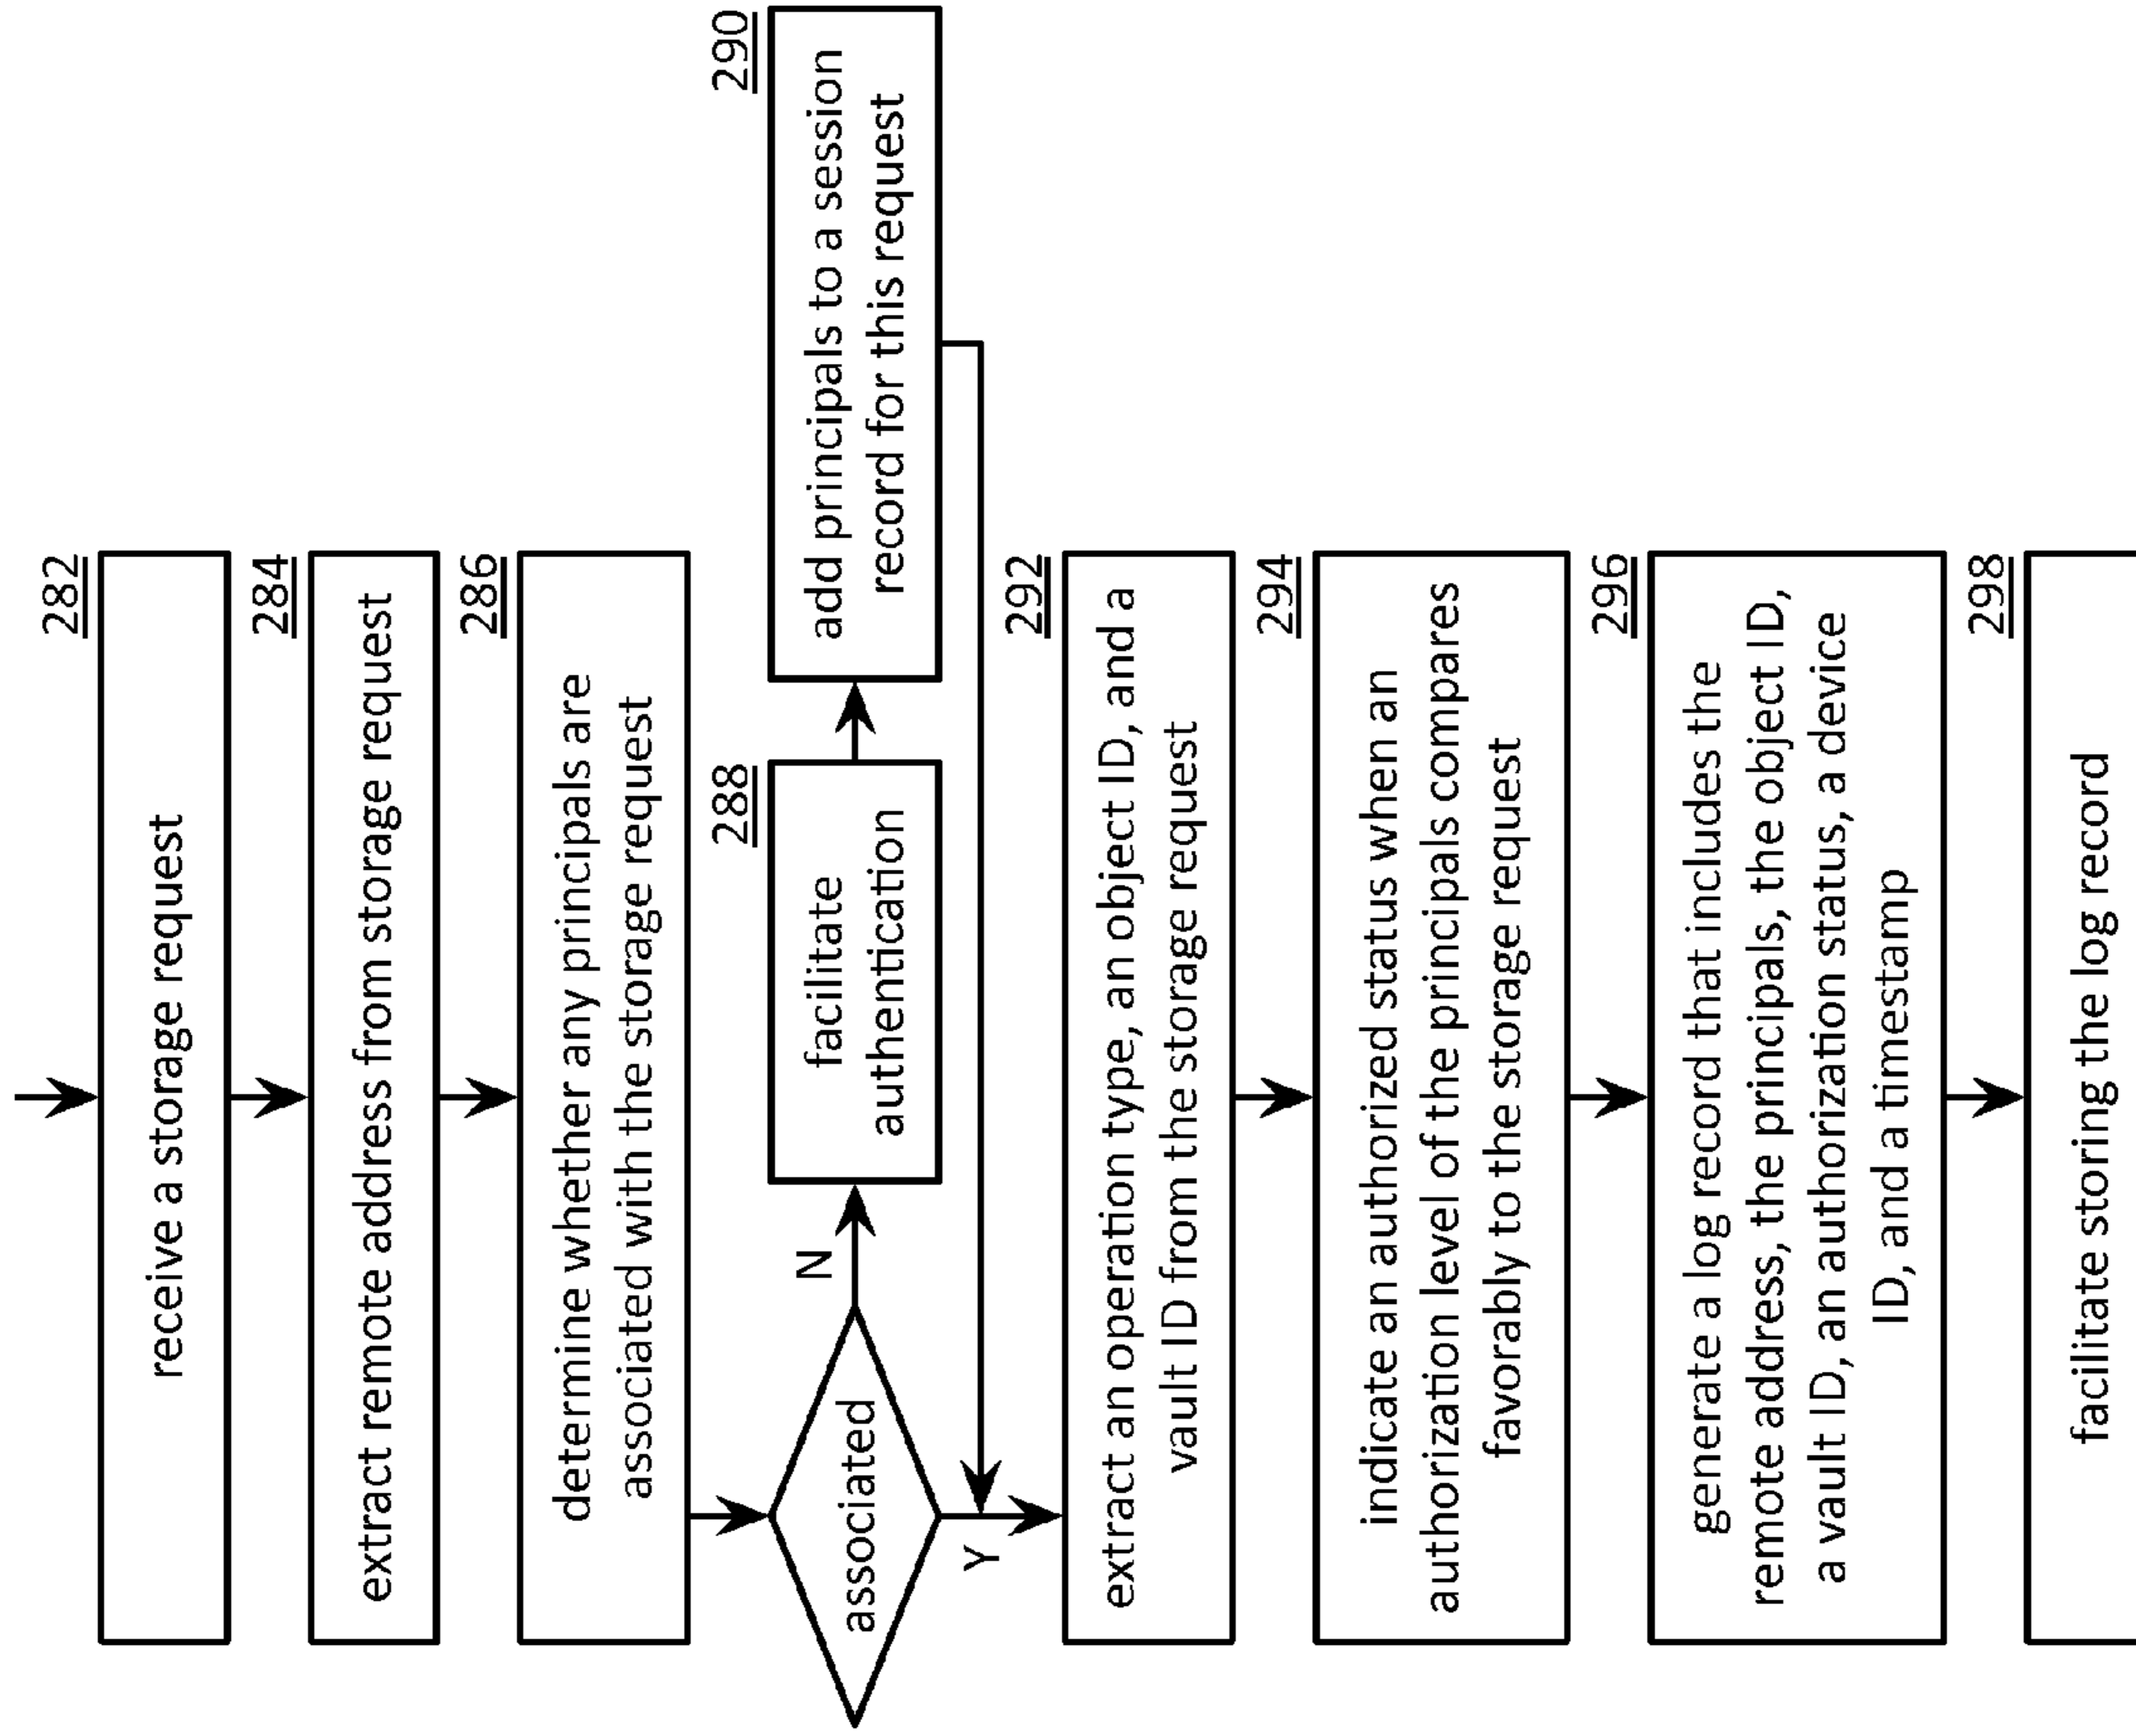 282
receive a storage request
284
extract remote address from storage request
286
determine whether any principals are
associated with the storage request
associated
N
Y
288
facilitate
authentication
290
add principals to a session
record for this request
292
extract an operation type, an object ID, and a
vault ID from the storage request
294
indicate an authorized status when an
authorization level of the principals compares
favorably to the storage request
296
generate a log record that includes the
remote address, the principals, the object ID,
a vault ID, an authorization status, a device
ID, and a timestamp
298
facilitate storing the log record